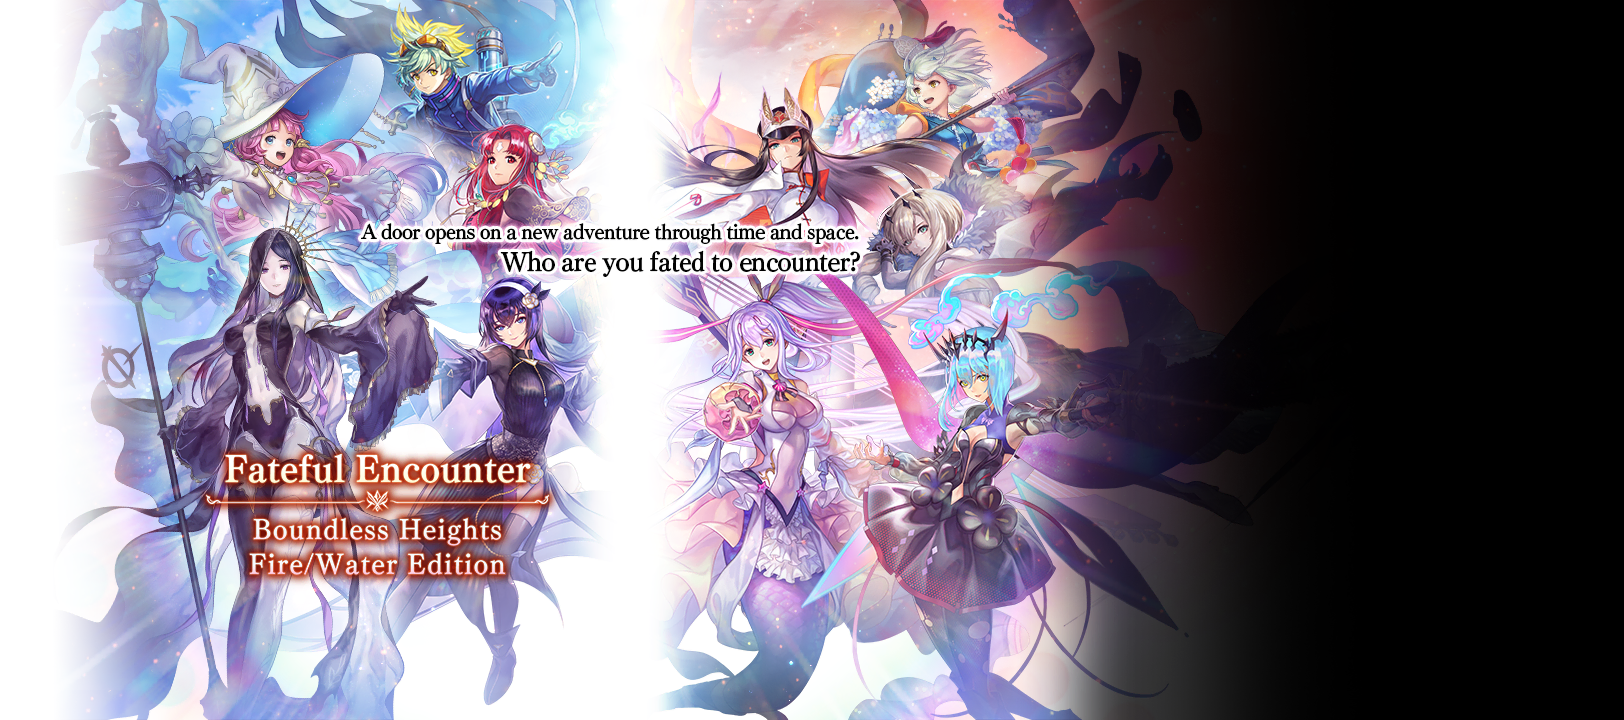 A door opens on a new adventure through time and space.
Who are you fated to encounter?
Fateful Encounter
Boundless Heights
Fire/Water Edition